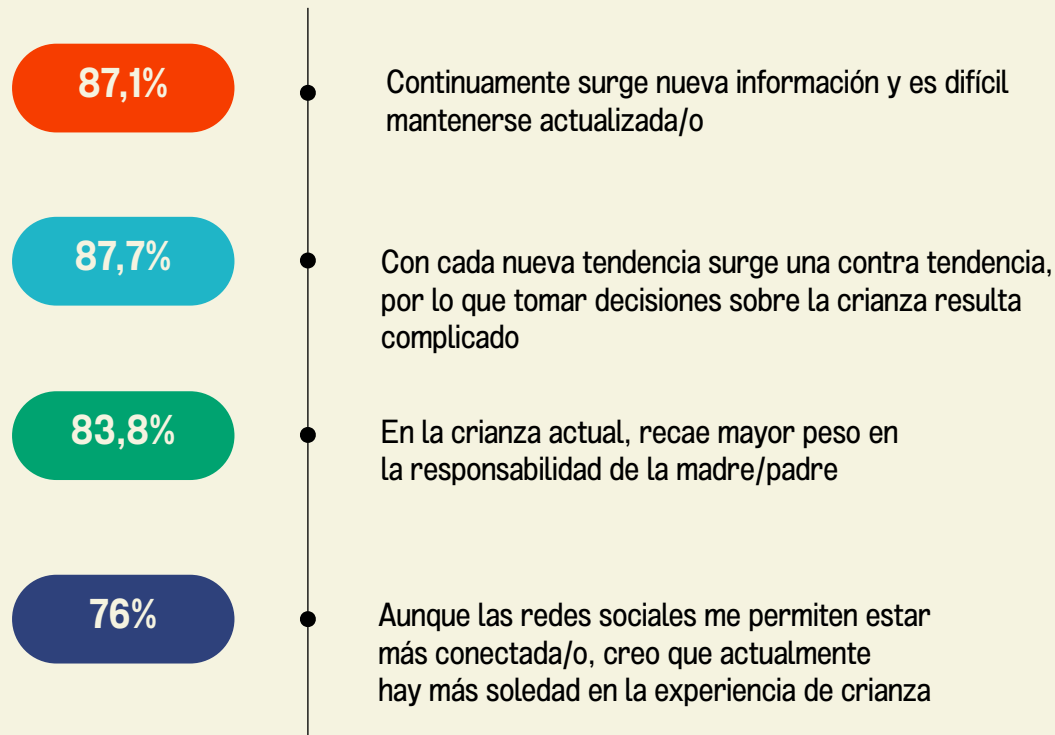 87,1%
Continuamente surge nueva información y es difícil
mantenerse actualizada/o
87,7%
Con cada nueva tendencia surge una contra tendencia,
por lo que tomar decisiones sobre la crianza resulta
complicado
83,8%
En la crianza actual, recae mayor peso en
la responsabilidad de la madre/padre
76%
Aunque las redes sociales me permiten estar
más conectada/o, creo que actualmente
hay más soledad en la experiencia de crianza